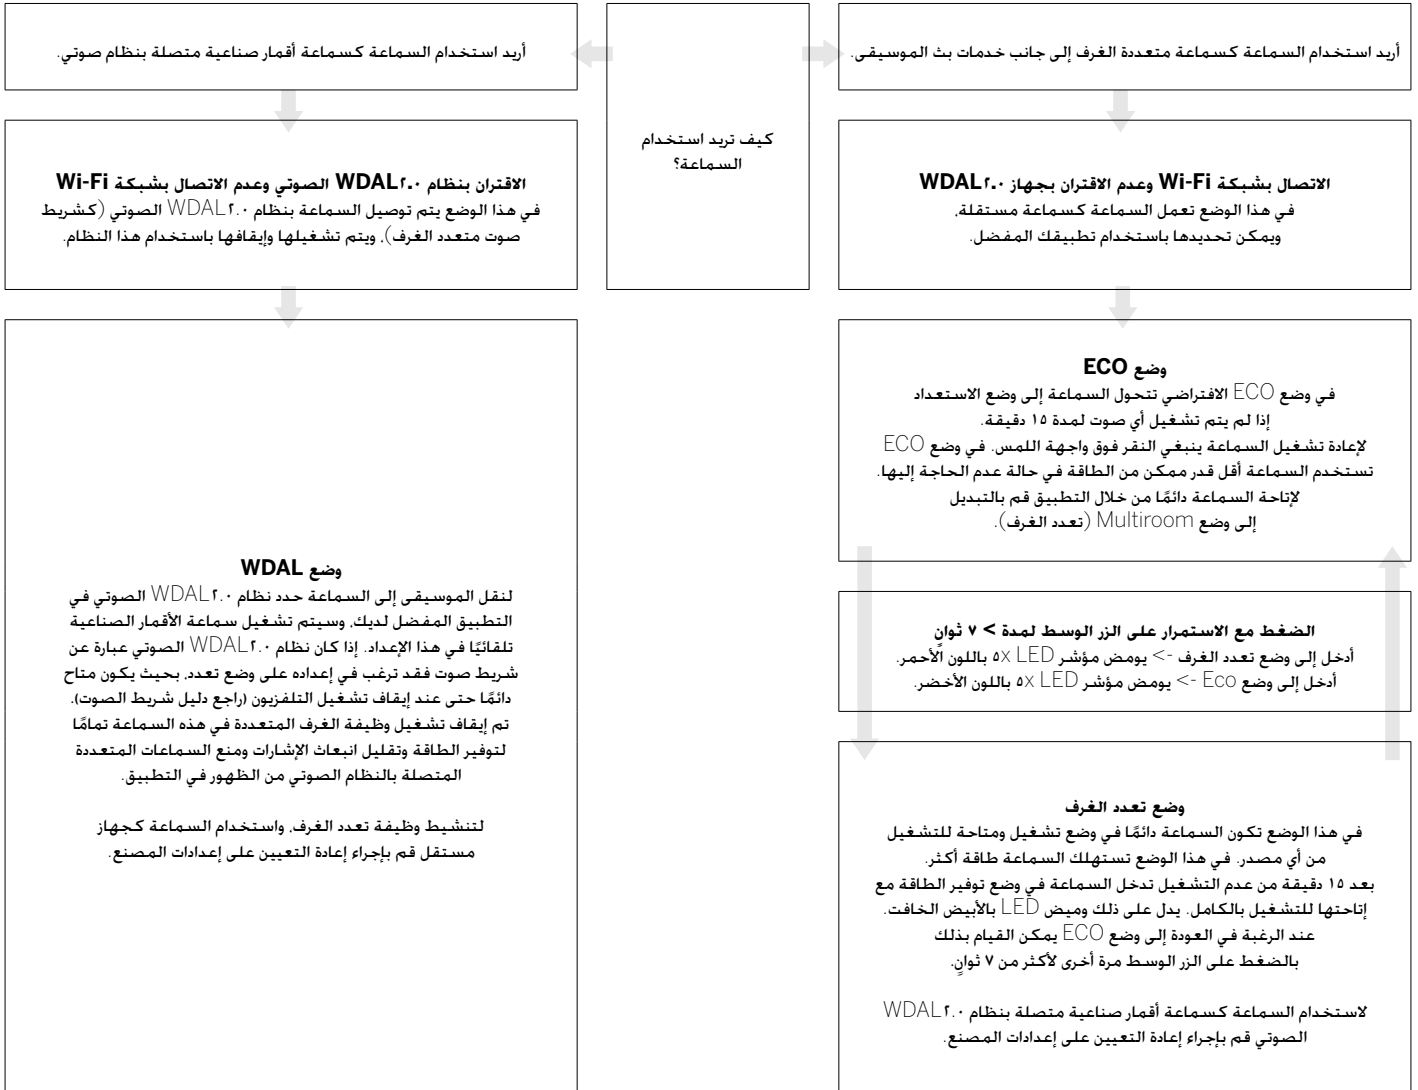 كيف تريد استخدام
السماعة؟
أريد استخدام السماعة كسماعة متعددة الغرف إلى جانب خدمات بث الموسيقى.
الاتصال بشبكة Wi-Fi وعدم الاقتران بجهاز WDAL٢.٠
في هذا الوضع تعمل السماعة كسماعة مستقلة،
ويمكن تحديدها باستخدام تطبيقك المفضل.
وضع ECO
في وضع ECO الافتراضي تتحول السماعة إلى وضع الاستعداد
إذا لم يتم تشغيل أي صوت لمدة ١٥ دقيقة.
لإعادة تشغيل السماعة ينبغي النقر فوق واجهة اللمس. في وضع ECO
تستخدم السماعة أقل قدر ممكن من الطاقة في حالة عدم الحاجة إليها.
لإتاحة السماعة دائمًا من خلال التطبيق قم بالتبديل
إلى وضع Multiroom (تعدد الغرف).
الضغط مع الاستمرار على الزر الوسط لمدة > ٧ ثوانٍ
أدخل إلى وضع تعدد الغرف -> يومض مؤشر LED ٥x باللون الأحمر.
أدخل إلى وضع Eco -> يومض مؤشر LED ٥x باللون الأخضر.
وضع تعدد الغرف
في هذا الوضع تكون السماعة دائمًا في وضع تشغيل ومتاحة للتشغيل
من أي مصدر. في هذا الوضع تستهلك السماعة طاقة أكثر.
بعد ١٥ دقيقة من عدم التشغيل تدخل السماعة في وضع توفير الطاقة مع
إتاحتها للتشغيل بالكامل. يدل على ذلك وميض LED بالأبيض الخافت.
عند الرغبة في العودة إلى وضع ECO يمكن القيام بذلك
بالضغط على الزر الوسط مرة أخرى لأكثر من ٧ ثوانٍ.
لاستخدام السماعة كسماعة أقمار صناعية متصلة بنظام WDAL٢.٠
الصوتي قم بإجراء إعادة التعيين على إعدادات المصنع.
أريد استخدام السماعة كسماعة أقمار صناعية متصلة بنظام صوتي.
الاقتران بنظام WDAL٢.٠ الصوتي وعدم الاتصال بشبكة Wi-Fi
في هذا الوضع يتم توصيل السماعة بنظام WDAL٢.٠ الصوتي (كشريط
صوت متعدد الغرف)، ويتم تشغيلها وإيقافها باستخدام هذا النظام.
وضع WDAL
لنقل الموسيقى إلى السماعة حدد نظام WDAL٢.٠ الصوتي في
التطبيق المفضل لديك، وسيتم تشغيل سماعة الأقمار الصناعية
تلقائيًا في هذا الإعداد. إذا كان نظام WDAL٢.٠ الصوتي عبارة عن
شريط صوت فقد ترغب في إعداده على وضع تعدد، بحيث يكون متاح
دائمًا حتى عند إيقاف تشغيل التلفزيون (راجع دليل شريط الصوت).
تم إيقاف تشغيل وظيفة الغرف المتعددة في هذه السماعة تمامًا
لتوفير الطاقة وتقليل انبعاث الإشارات ومنع السماعات المتعددة
المتصلة بالنظام الصوتي من الظهور في التطبيق.
لتنشيط وظيفة تعدد الغرف، واستخدام السماعة كجهاز
مستقل قم بإجراء إعادة التعيين على إعدادات المصنع.